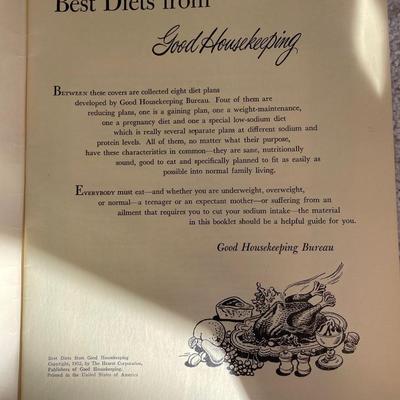 Best Diets from
Good Housekeeping
BETWEEN these covers are collected eight diet plans
developed by Good Housekeeping Bureau. Four of them are
reducing plans, one is a gaining plan, one a weight-maintenance,
one a pregnancy diet and one a special low-sodium diet
which is really several separate plans at different sodium and
protein levels. All of them, no matter what their purpose,
have these characteristics in common—they are sane, nutritionally
sound, good to eat and specifically planned to fit as easily as
possible into normal family living.
EVERYBODY must eat—and whether you are underweight, overweight,
or normal—a teenager or an expectant mother—or suffering from an
ailment that requires you to cut your sodium intake—the material
in this booklet should be a helpful guide for you.
Good Housekeeping Bureau
Best Diets from Good Housekeeping
Copyright, 1952, by The Hearst Corporation,
Publishers of Good Housekeeping.
Printed in the United States of America